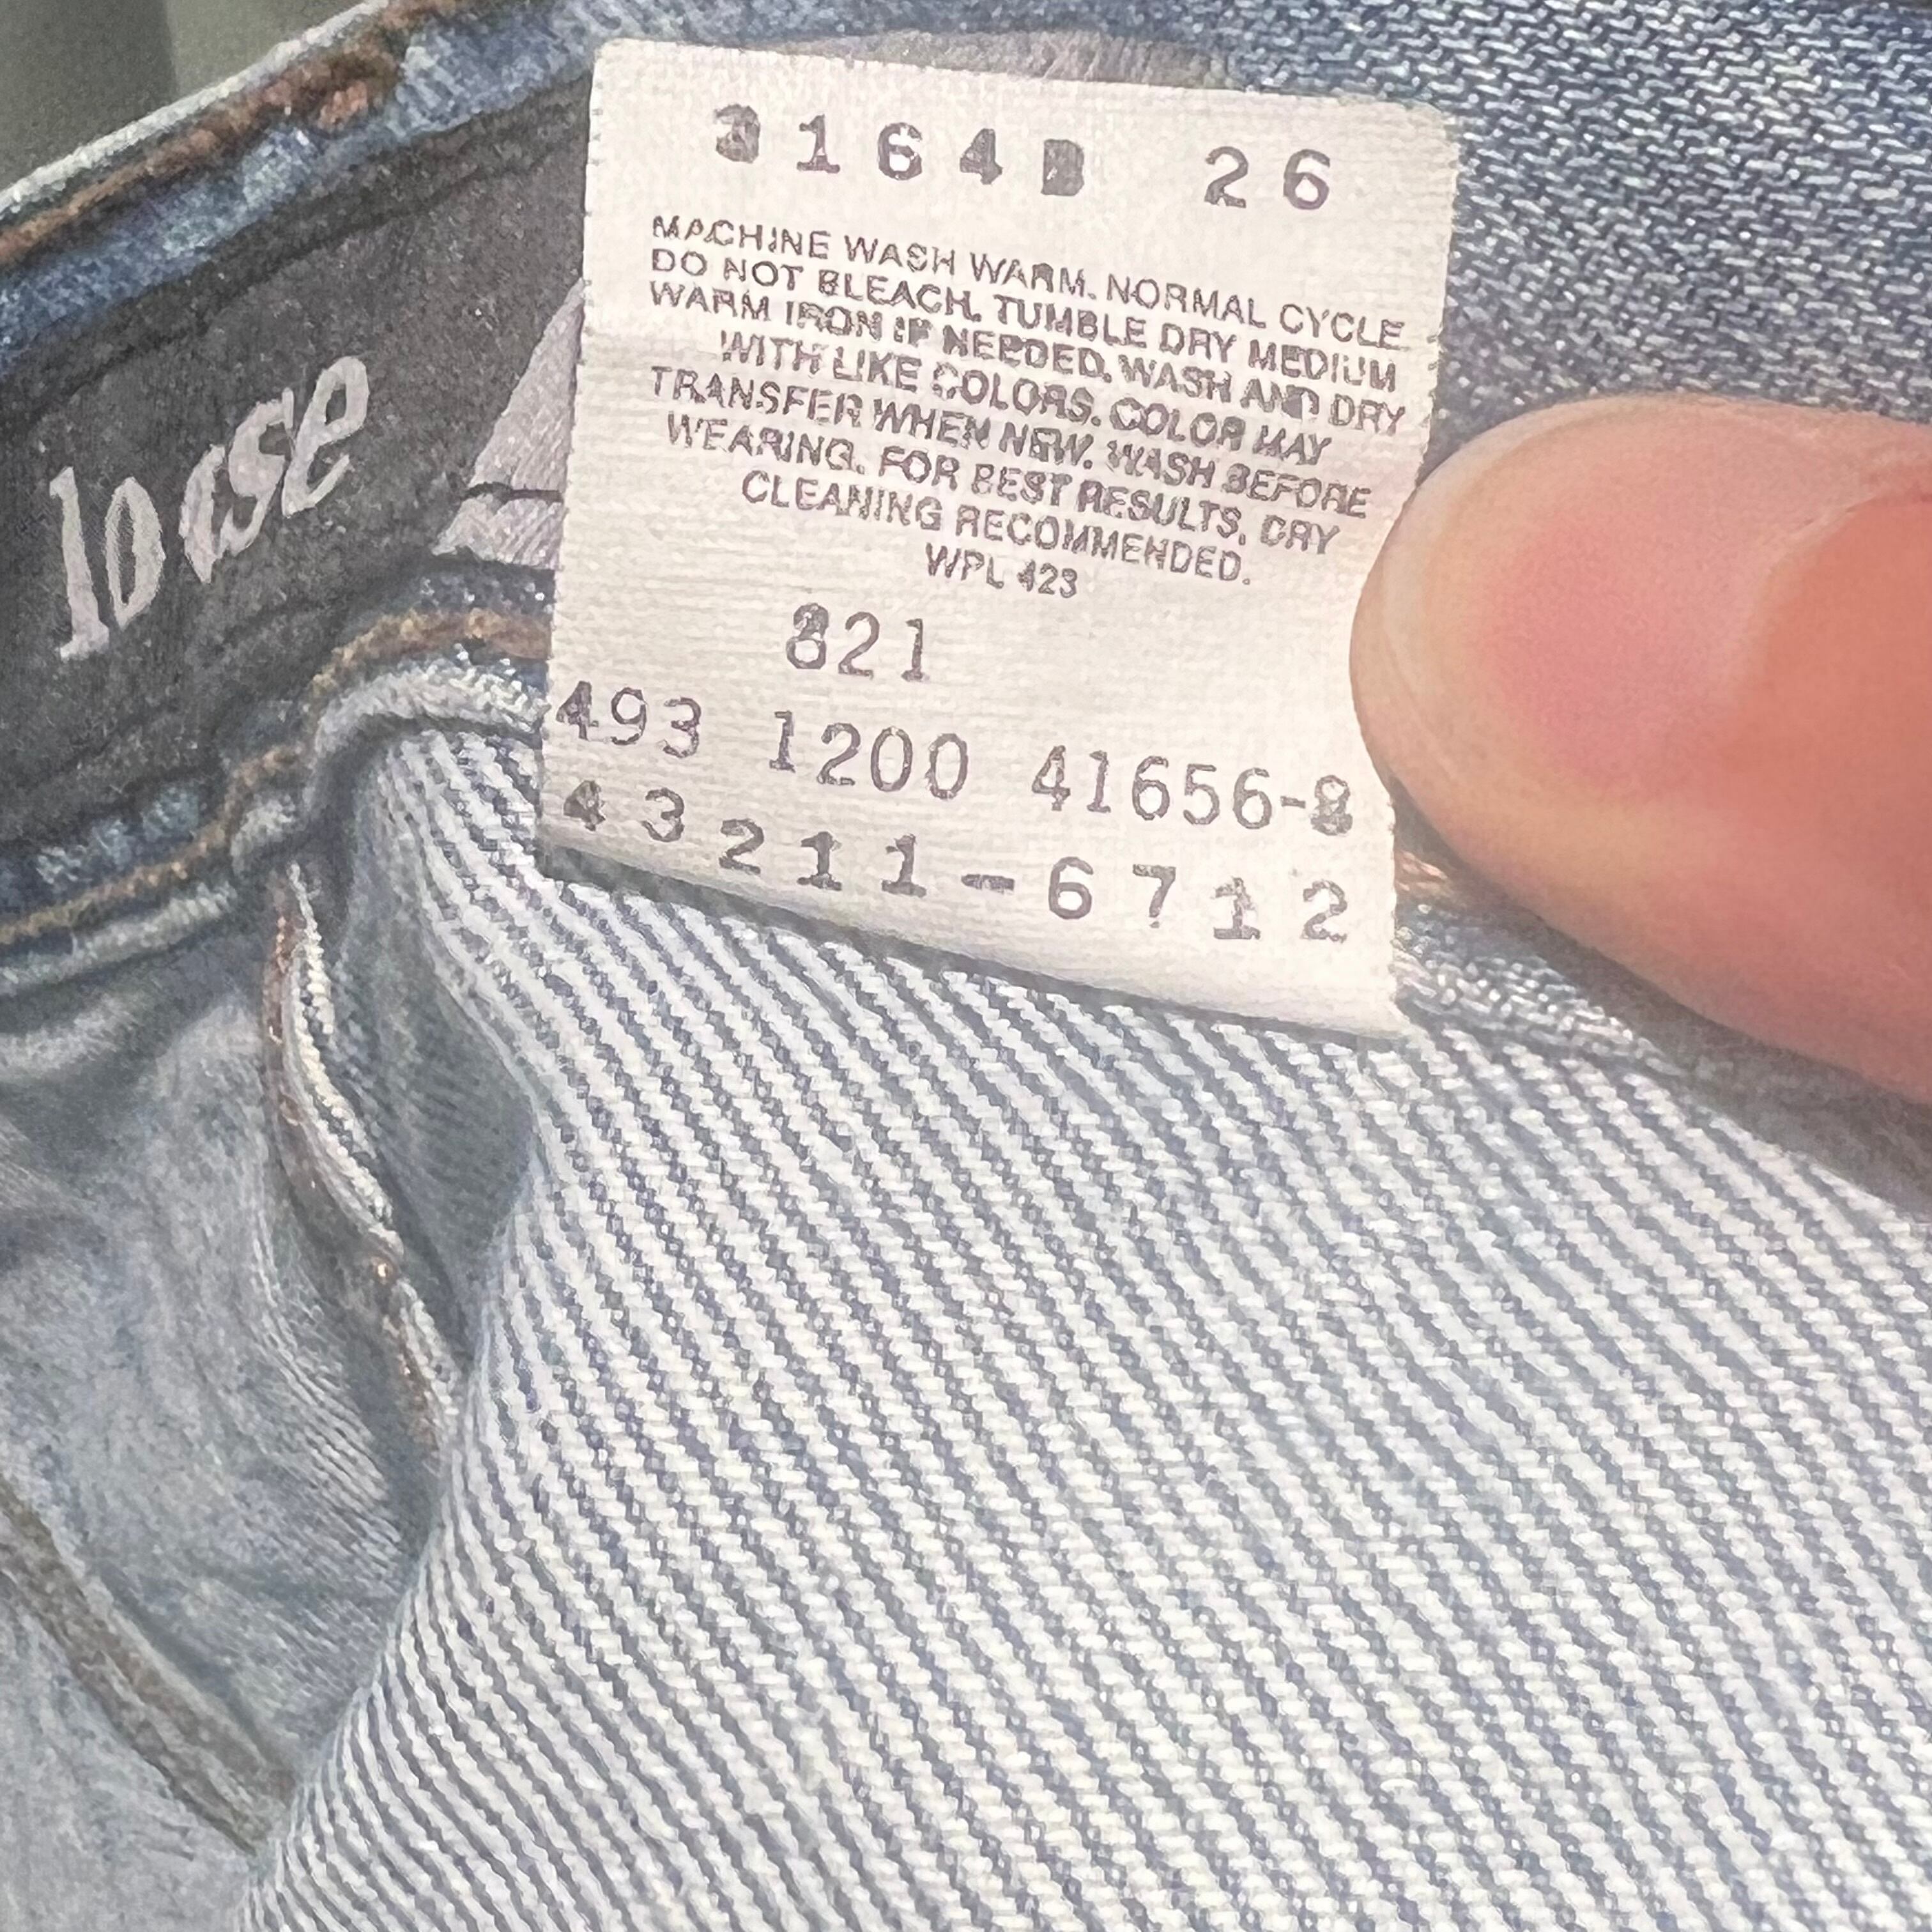 3164B 26
MACHINE WASH WARM. NORMAL CYCLE
DO NOT BLEACH. TUMBLE DRY MEDIUM
WARM IRON IF NEEDED. WASH AND DRY
WITH LIKE COLORS. COLOR MAY
TRANSFER WHEN NEW. WASH BEFORE
WEARING. FOR BEST RESULTS, DRY
CLEANING RECOMMENDED.
WPL 423
821
493 1200 41656-8
43211-6712
loose